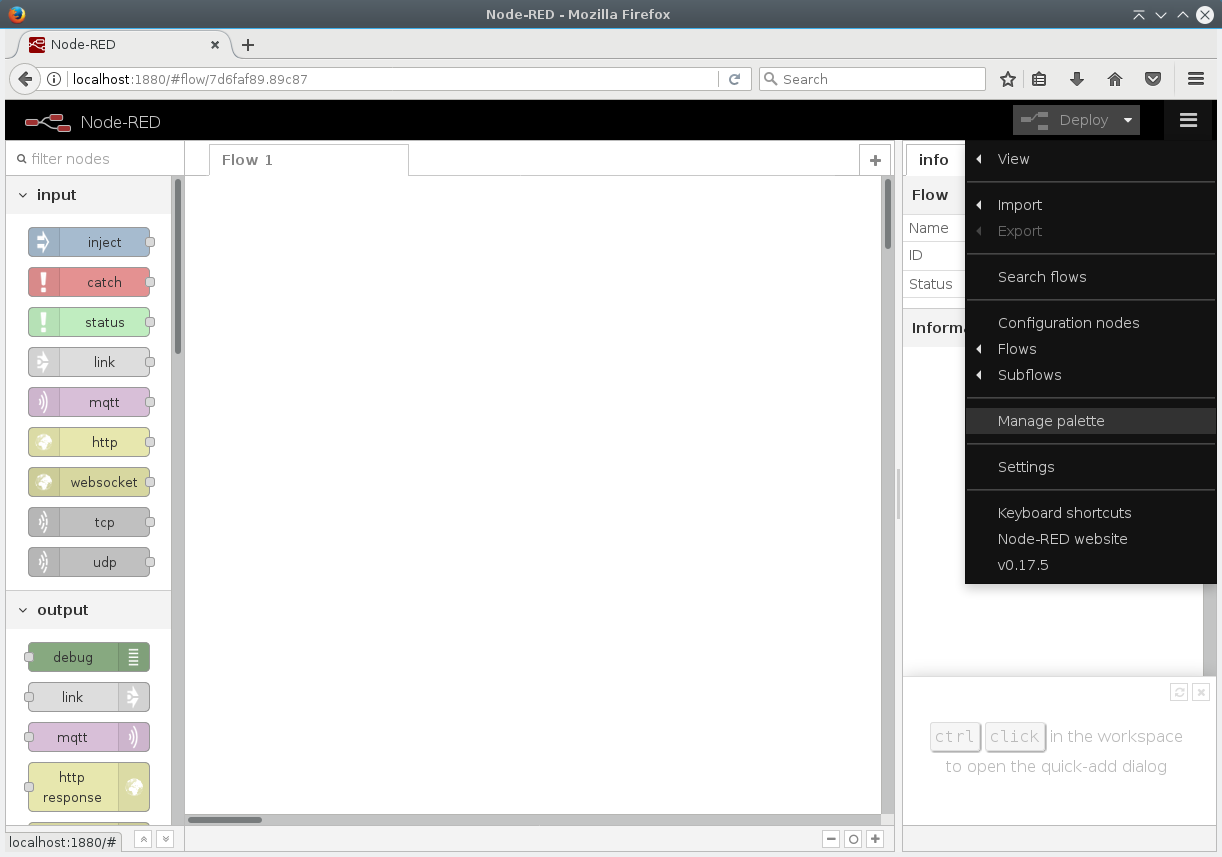 Node-RED - Mozilla Firefox
Node-RED
localhost:1880/#flow/7d6faf89.89c87
Search
Node-RED
Deploy
filter nodes
Flow 1
info
input
inject
catch
status
link
mqtt
http
websocket
tcp
udp
output
debug
link
mqtt
http
response
localhost:1880/#
Flow
Name
ID
Status
Informa
View
Import
Export
Search flows
Configuration nodes
Flows
Subflows
Manage palette
Settings
Keyboard shortcuts
Node-RED website
v0.17.5
ctrl click in the workspace
to open the quick-add dialog